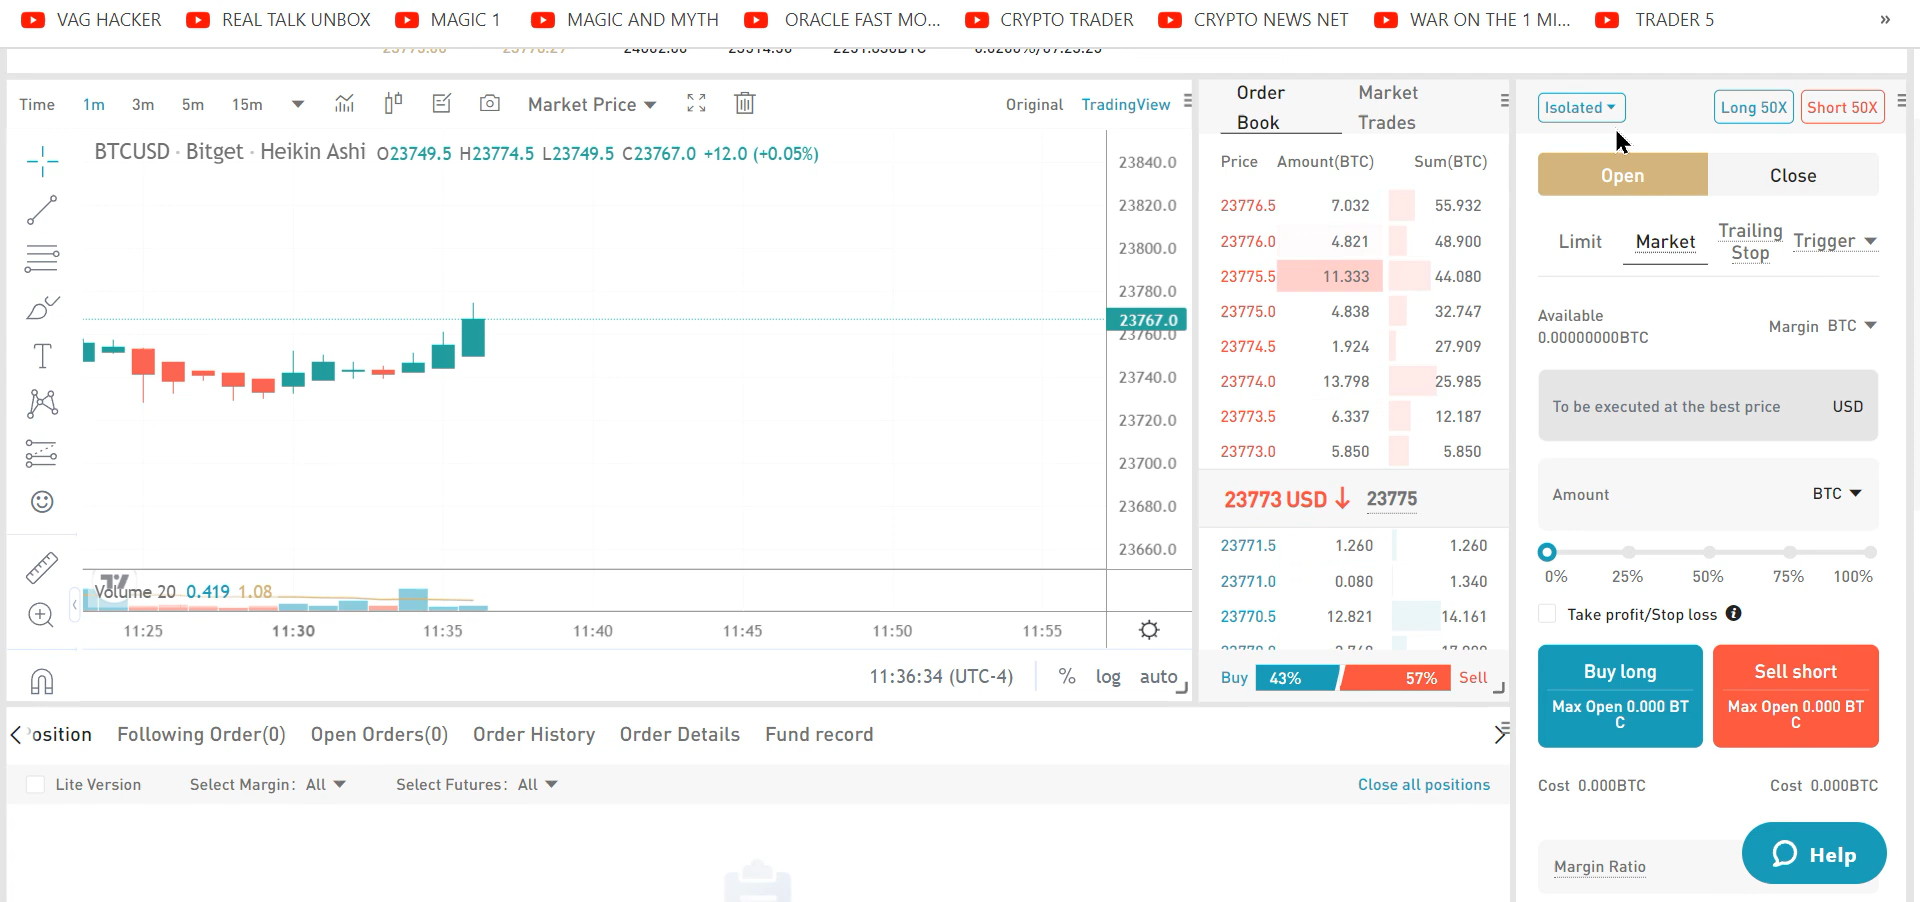 VAG HACKER REAL TALK UNBOX MAGIC 1 MAGIC AND MYTH ORACLE FAST MO... CRYPTO TRADER CRYPTO NEWS NET WAR ON THE 1 MI... TRADER 5 »
Time 1m 3m 5m 15m Market Price Original TradingView
BTCUSD · Bitget · Heikin Ashi O23749.5 H23774.5 L23749.5 C23767.0 +12.0 (+0.05%)
23840.0
23820.0
23800.0
23780.0
23767.0
23760.0
23740.0
23720.0
23700.0
23680.0
23660.0
Volume 20 0.419 1.08
11:25 11:30 11:35 11:40 11:45 11:50 11:55
11:36:34 (UTC-4) % log auto
Order Book Market Trades
Price Amount(BTC) Sum(BTC)
23776.5 7.032 55.932
23776.0 4.821 48.900
23775.5 11.333 44.080
23775.0 4.838 32.747
23774.5 1.924 27.909
23774.0 13.798 25.985
23773.5 6.337 12.187
23773.0 5.850 5.850
23773 USD ↓ 23775
23771.5 1.260 1.260
23771.0 0.080 1.340
23770.5 12.821 14.161
Buy 43% 57% Sell
Isolated Long 50X Short 50X
Open Close
Limit Market Trailing Stop Trigger
Available
0.00000000BTC
Margin BTC
To be executed at the best price USD
Amount BTC
0% 25% 50% 75% 100%
Take profit/Stop loss
Buy long
Max Open 0.000 BT
C
Sell short
Max Open 0.000 BT
C
Cost 0.000BTC Cost 0.000BTC
Margin Ratio
Help
osition Following Order(0) Open Orders(0) Order History Order Details Fund record
Lite Version Select Margin: All Select Futures: All Close all positions